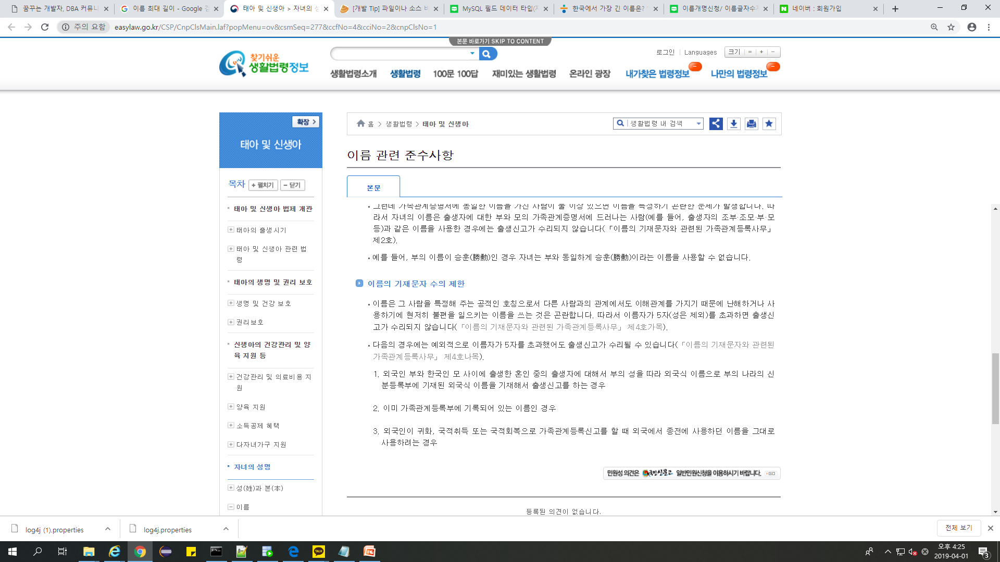 꿈꾸는 개발자, DBA 커뮤니
이름 최대 길이 - Google 검
태아 및 신생아 > 자녀의 성
[개발 Tip] 파일이나 소스 비
MySQL 필드 데이터 타입(자
한국에서 가장 긴 이름은?
이름개명신청/ 이름글자수제
네이버 : 회원가입
주의 요함
easylaw.go.kr/CSP/CnpClsMain.laf?popMenu=ov&csmSeq=277&ccfNo=4&cciNo=2&cnpClsNo=1
본문 바로가기 SKIP TO CONTENT
찾기쉬운
생활법령정보
로그인 Languages 크기 = + -
생활법령소개 생활법령 100문 100답 재미있는 생활법령 온라인 광장 내가찾은 법령정보 나만의 법령정보
확장
태아 및 신생아
목차 + 펼치기 - 닫기
태아 및 신생아 법제 개관
태아의 출생시기
태아 및 신생아 관련 법
령
태아의 생명 및 권리 보호
생명 및 건강 보호
권리보호
신생아의 건강관리 및 양
육 지원 등
건강관리 및 의료비용 지
원
양육 지원
소득공제 혜택
다자녀가구 지원
자녀의 성명
성(姓)과 본(本)
이름
홈 > 생활법령 > 태아 및 신생아
생활법령 내 검색
이름 관련 준수사항
본문
그런데 가족관계증명서에 동일한 이름을 가진 사람이 둘 이상 있으면 이름을 특정하기 곤란한 문제가 발생합니다. 따
라서 자녀의 이름은 출생자에 대한 부와 모의 가족관계증명서에 드러나는 사람(예를 들어, 출생자의 조부·조모·부·모
등)과 같은 이름을 사용한 경우에는 출생신고가 수리되지 않습니다(「이름의 기재문자와 관련된 가족관계등록사무」
제2호).
예를 들어, 부의 이름이 승훈(勝勳)인 경우 자녀는 부와 동일하게 승훈(勝勳)이라는 이름을 사용할 수 없습니다.
이름의 기재문자 수의 제한
이름은 그 사람을 특정해 주는 공적인 호칭으로서 다른 사람과의 관계에서도 이해관계를 가지기 때문에 난해하거나 사
용하기에 현저히 불편을 일으키는 이름을 쓰는 것은 곤란합니다. 따라서 이름자가 5자(성은 제외)를 초과하면 출생신
고가 수리되지 않습니다(「이름의 기재문자와 관련된 가족관계등록사무」 제4호가목).
다음의 경우에는 예외적으로 이름자가 5자를 초과했어도 출생신고가 수리될 수 있습니다(「이름의 기재문자와 관련된
가족관계등록사무」 제4호나목).
1. 외국인 부와 한국인 모 사이에 출생한 혼인 중의 출생자에 대해서 부의 성을 따라 외국식 이름으로 부의 나라의 신
분등록부에 기재된 외국식 이름을 기재해서 출생신고를 하는 경우
2. 이미 가족관계등록부에 기록되어 있는 이름인 경우
3. 외국인이 귀화, 국적취득 또는 국적회복으로 가족관계등록신고를 할 때 외국에서 종전에 사용하던 이름을 그대로
사용하려는 경우
민원성 의견은 국민신문고 일반민원신청을 이용하시기 바랍니다. GO
등록된 의견이 없습니다.
log4j (1).properties
log4j.properties
전체 보기
TALK
오후 4:25
2019-04-01
3